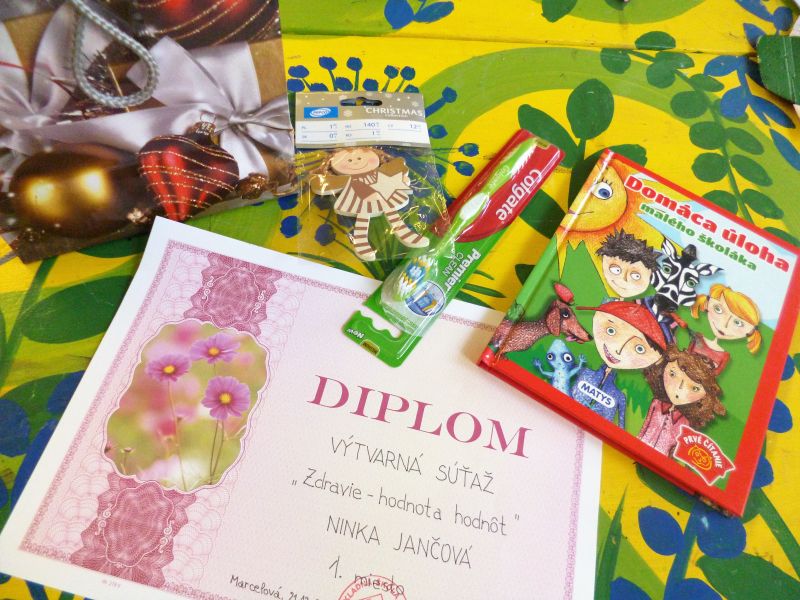 CHRISTMAS
Colgate
Premier
CLEAN
New
Domáca úloha
malého školáka
MATYS
PRVÉ ČÍTANIE
DIPLOM
VÝTVARNÁ SÚŤAŽ
„Zdravie - hodnota hodnôt"
NINKA JANČOVÁ
1. miesto
Marcelová,